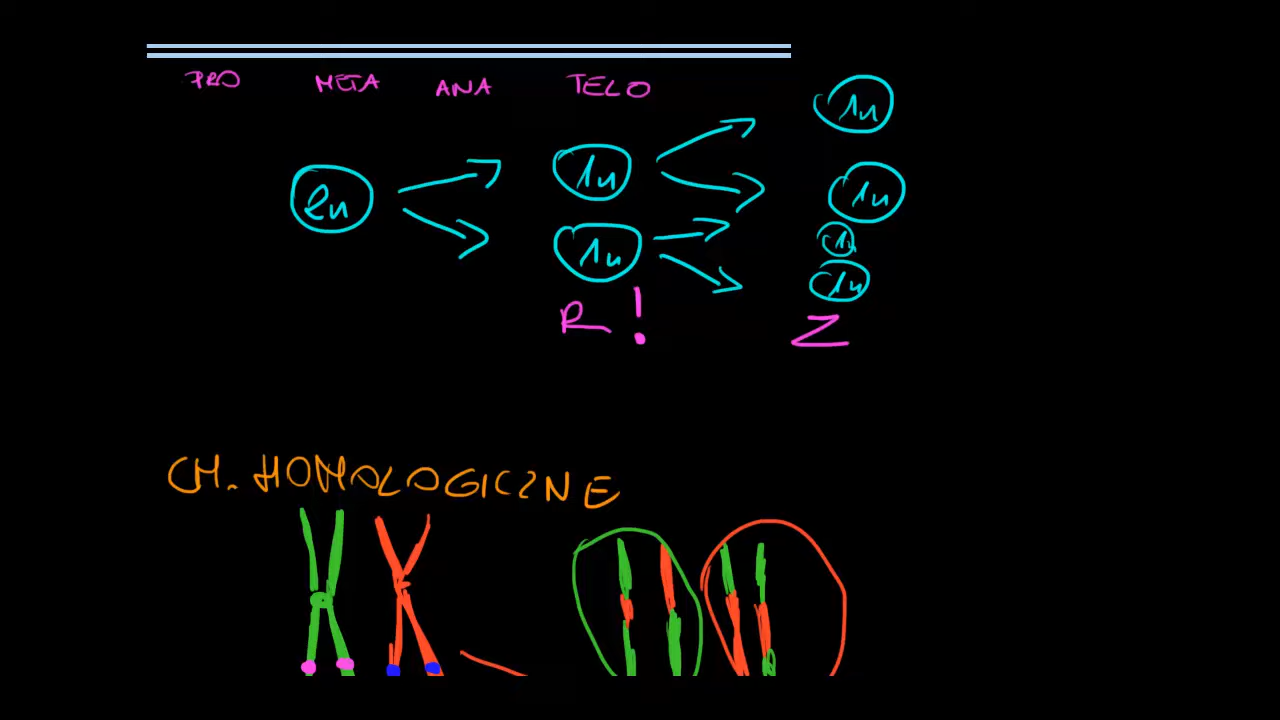 PRO META ANA TELO
1n
2n 1n 1n
1n 1n
1n
R! Z
CH. HOMOLOGICZNE